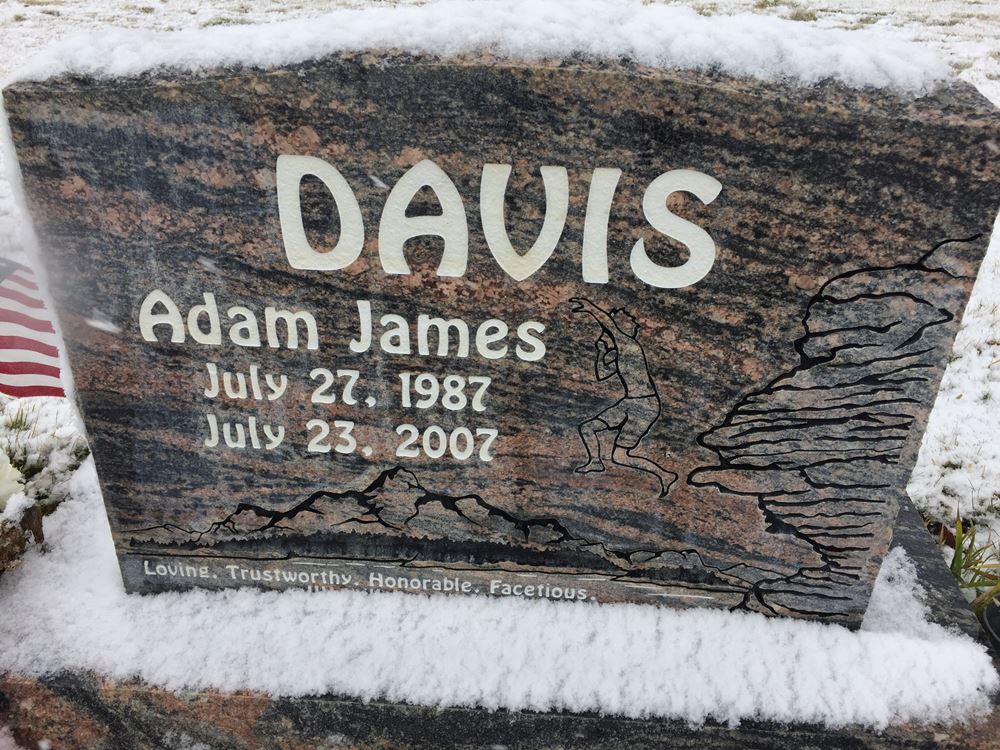 DAVIS
Adam James
July 27, 1987
July 23, 2007
Loving. Trustworthy. Honorable. Facetious.